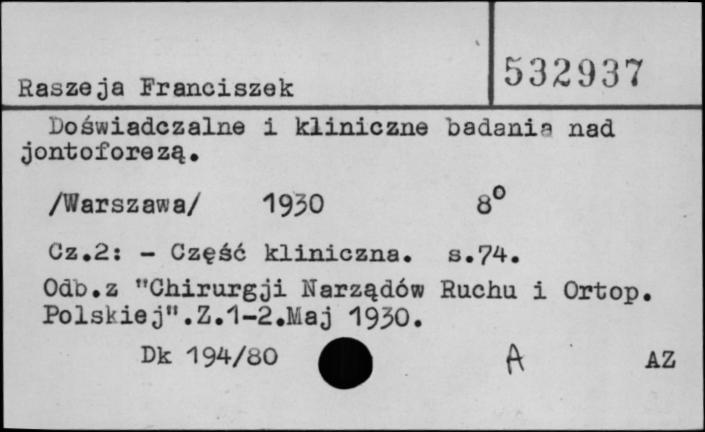 532937
Raszeja Franciszek
Doświadczalne i kliniczne badania nad
jontoforezą.
/Warszawa/ 1930 8°
Cz.2: - Część kliniczna. s.74.
Odb.z "Chirurgji Narządów Ruchu i Ortop.
Polskiej".Z.1-2.Maj 1930.
Dk 194/80 A AZ